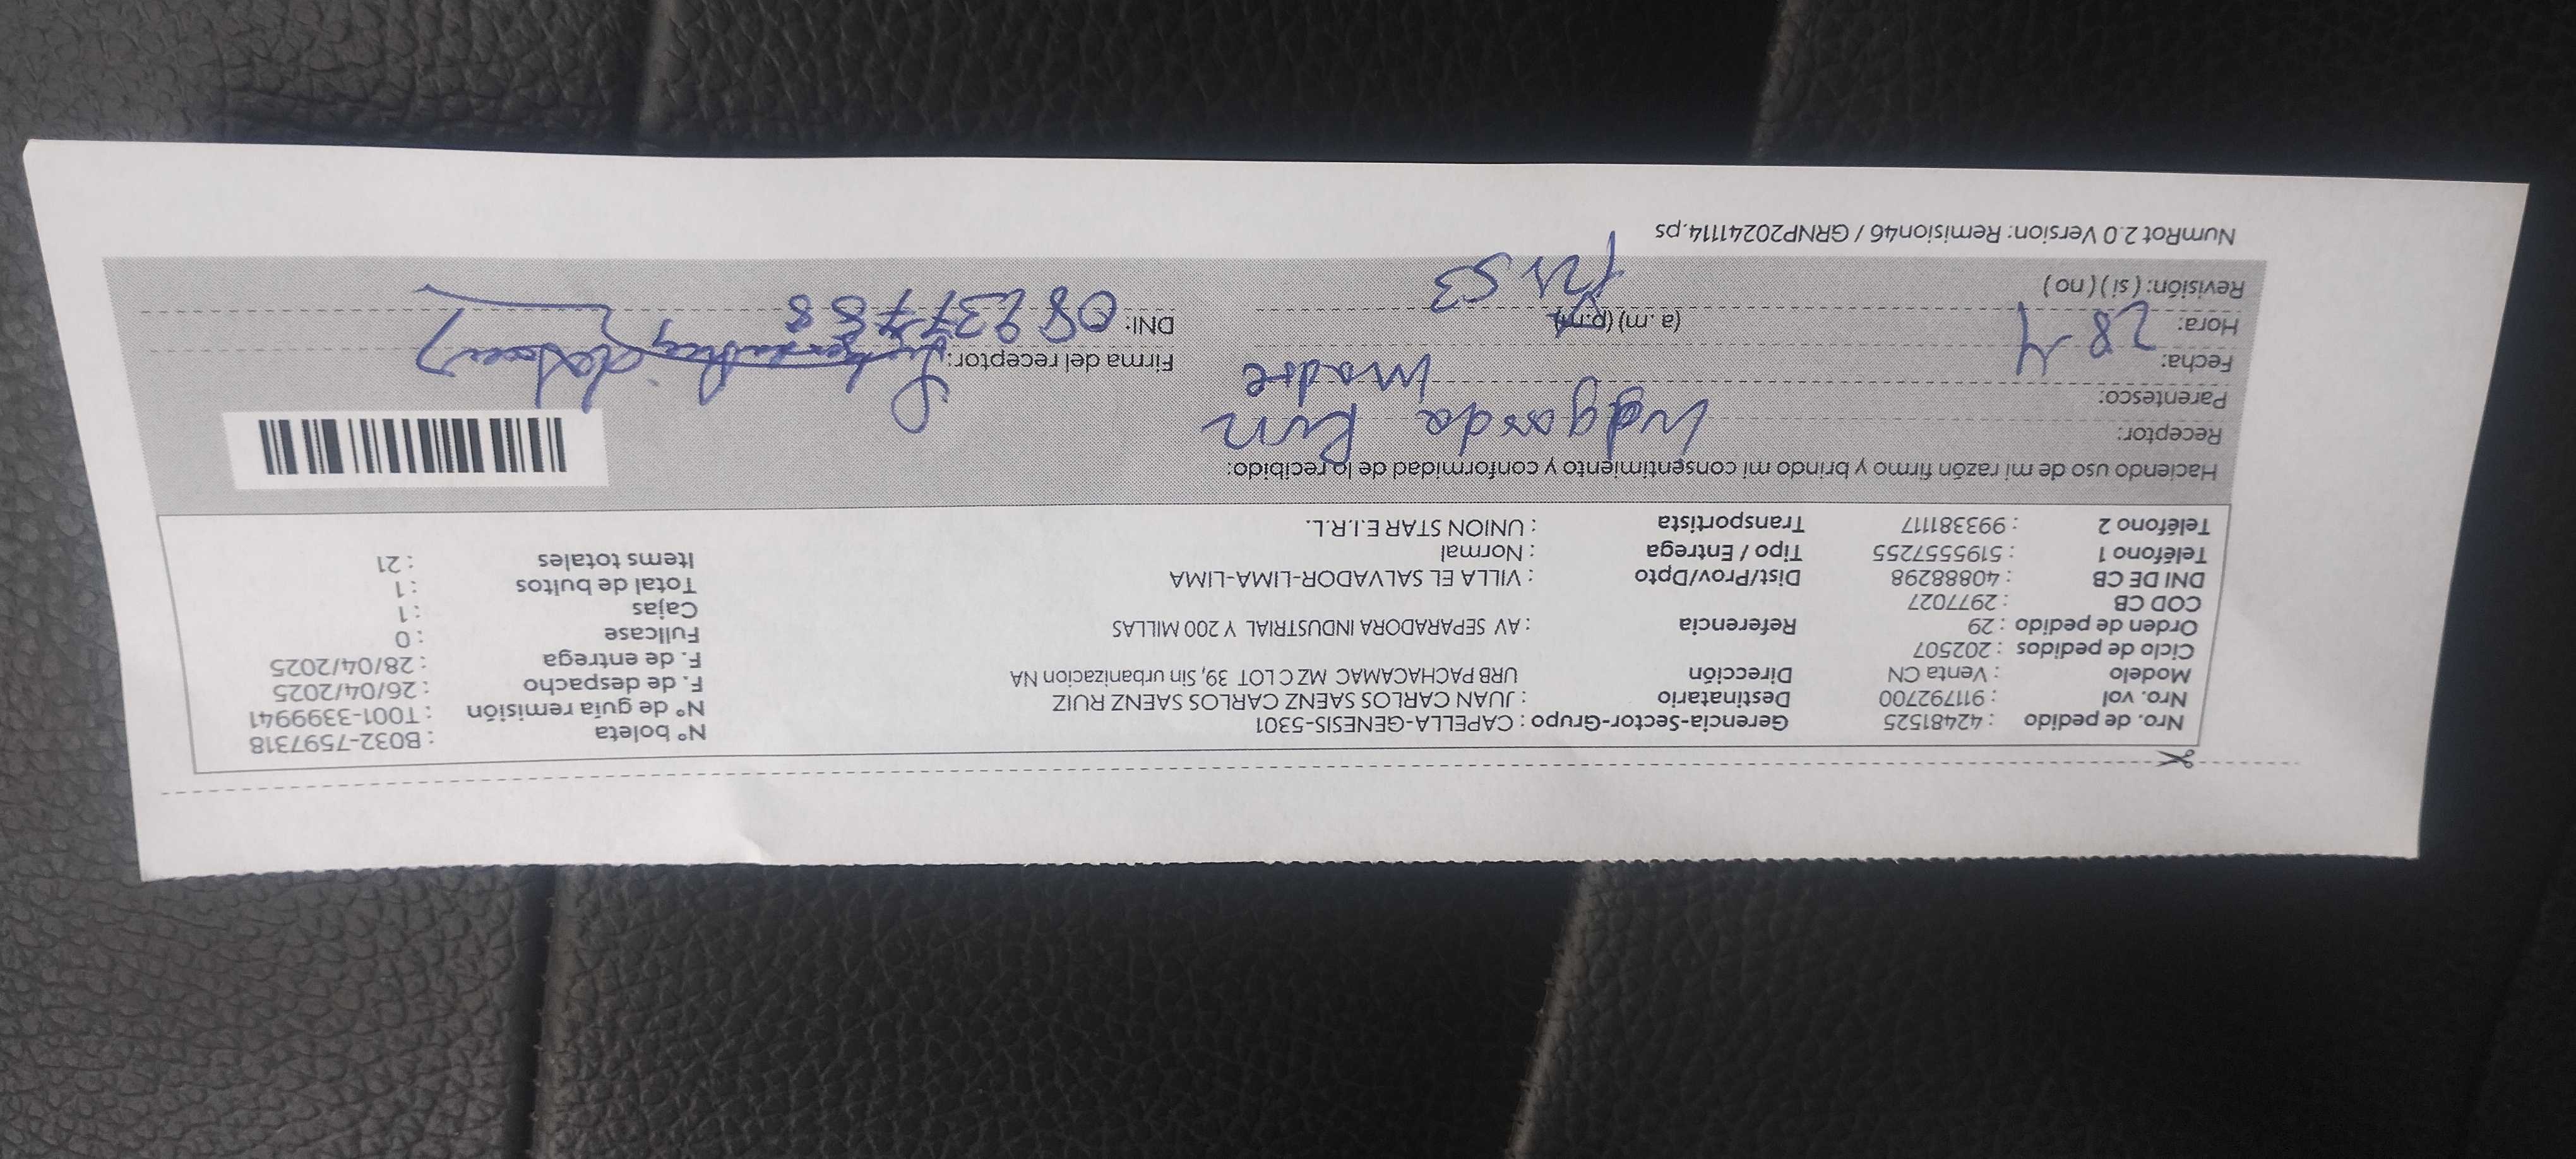 Nro. de pedido : 42481525 Gerencia-Sector-Grupo : CAPELLA-GENESIS-5301 N° boleta : B032-7597318
Nro. vol : 911792700 Destinatario : JUAN CARLOS SAENZ CARLOS SAENZ RUIZ N° de guía remisión : T001-3399941
Modelo : Venta CN Dirección URB PACHACAMAC MZ C LOT 39, Sin urbanizacion NA F. de despacho : 26/04/2025
Ciclo de pedidos : 202507 F. de entrega : 28/04/2025
Orden de pedido : 29 Referencia : AV SEPARADORA INDUSTRIAL Y 200 MILLAS Fullcase : 0
COD CB : 2977027 Cajas : 1
DNI DE CB : 40888298 Dist/Prov/Dpto : VILLA EL SALVADOR-LIMA-LIMA Total de bultos : 1
Teléfono 1 : 519555557255 Tipo / Entrega : Normal Items totales : 21
Teléfono 2 : 993381117 Transportista : UNION STAR E.I.R.L.
Haciendo uso de mi razón firmo y brindo mi consentimiento y conformidad de lo recibido:
Receptor:
Parentesco: madre
Fecha: 28-4 Firma del receptor:
Hora: (a.m) (p.m) DNI:
Revisión: ( si ) ( no )
NumRot 2.0 Version: Remision46 / GRNP20241114.ps